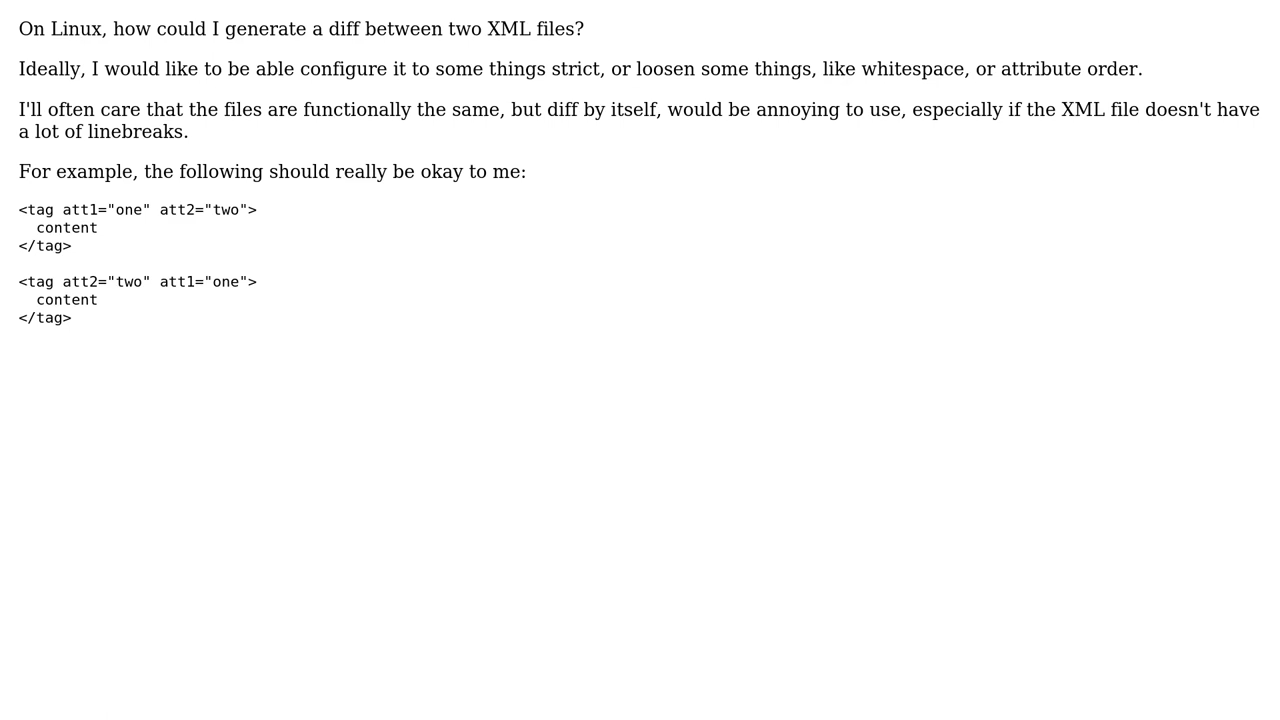 On Linux, how could I generate a diff between two XML files?
Ideally, I would like to be able configure it to some things strict, or loosen some things, like whitespace, or attribute order.
I'll often care that the files are functionally the same, but diff by itself, would be annoying to use, especially if the XML file doesn't have
a lot of linebreaks.
For example, the following should really be okay to me:
<tag att1="one" att2="two">
  content
</tag>
<tag att2="two" att1="one">
  content
</tag>